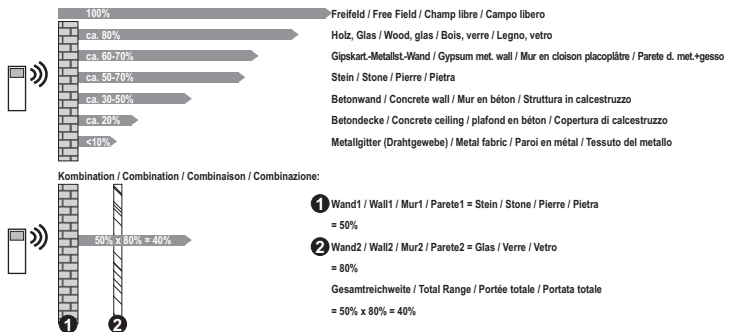 100% Freifeld / Free Field / Champ libre / Campo libero
ca. 80% Holz, Glas / Wood, glas / Bois, verre / Legno, vetro
ca. 60-70% Gipskart.-Metallst.-Wand / Gypsum met. wall / Mur en cloison placoplâtre / Parete d. met.+gesso
ca. 50-70% Stein / Stone / Pierre / Pietra
ca. 30-50% Betonwand / Concrete wall / Mur en béton / Struttura in calcestruzzo
ca. 20% Betondecke / Concrete ceiling / plafond en béton / Copertura di calcestruzzo
<10% Metallgitter (Drahtgewebe) / Metal fabric / Paroi en métal / Tessuto del metallo
Kombination / Combination / Combinaison / Combinazione:
1 Wand1 / Wall1 / Mur1 / Parete1 = Stein / Stone / Pierre / Pietra
= 50%
50% x 80% = 40%
2 Wand2 / Wall2 / Mur2 / Parete2 = Glas / Verre / Vetro
= 80%
Gesamtreichweite / Total Range / Portée totale / Portata totale
= 50% x 80% = 40%
1 2